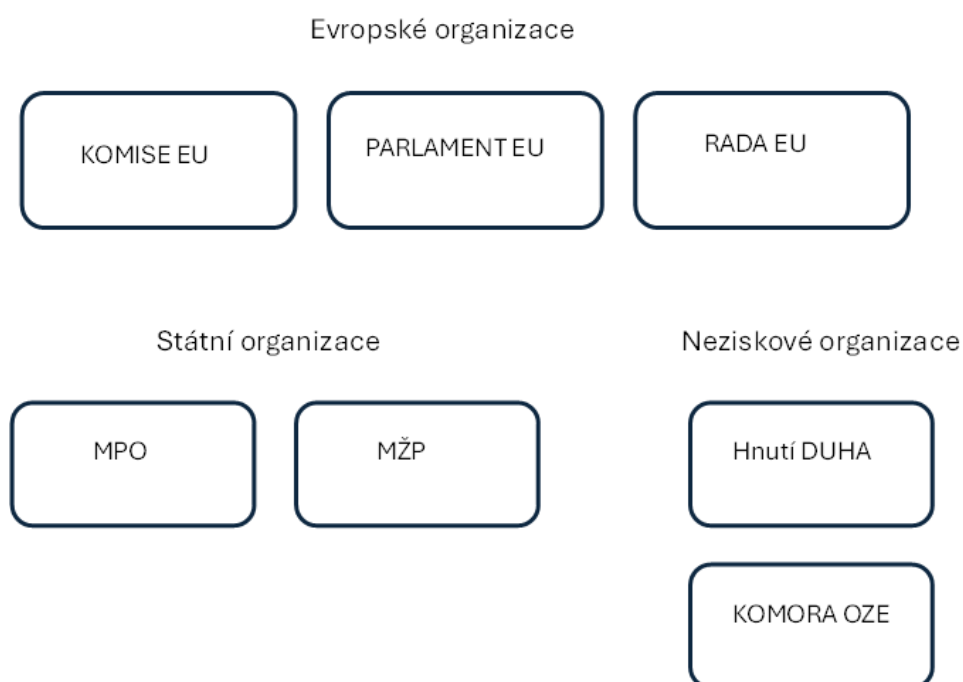 Evropské organizace
KOMISE EU
PARLAMENT EU
RADA EU
Státní organizace
Neziskové organizace
MPO
MŽP
Hnutí DUHA
KOMORA OZE